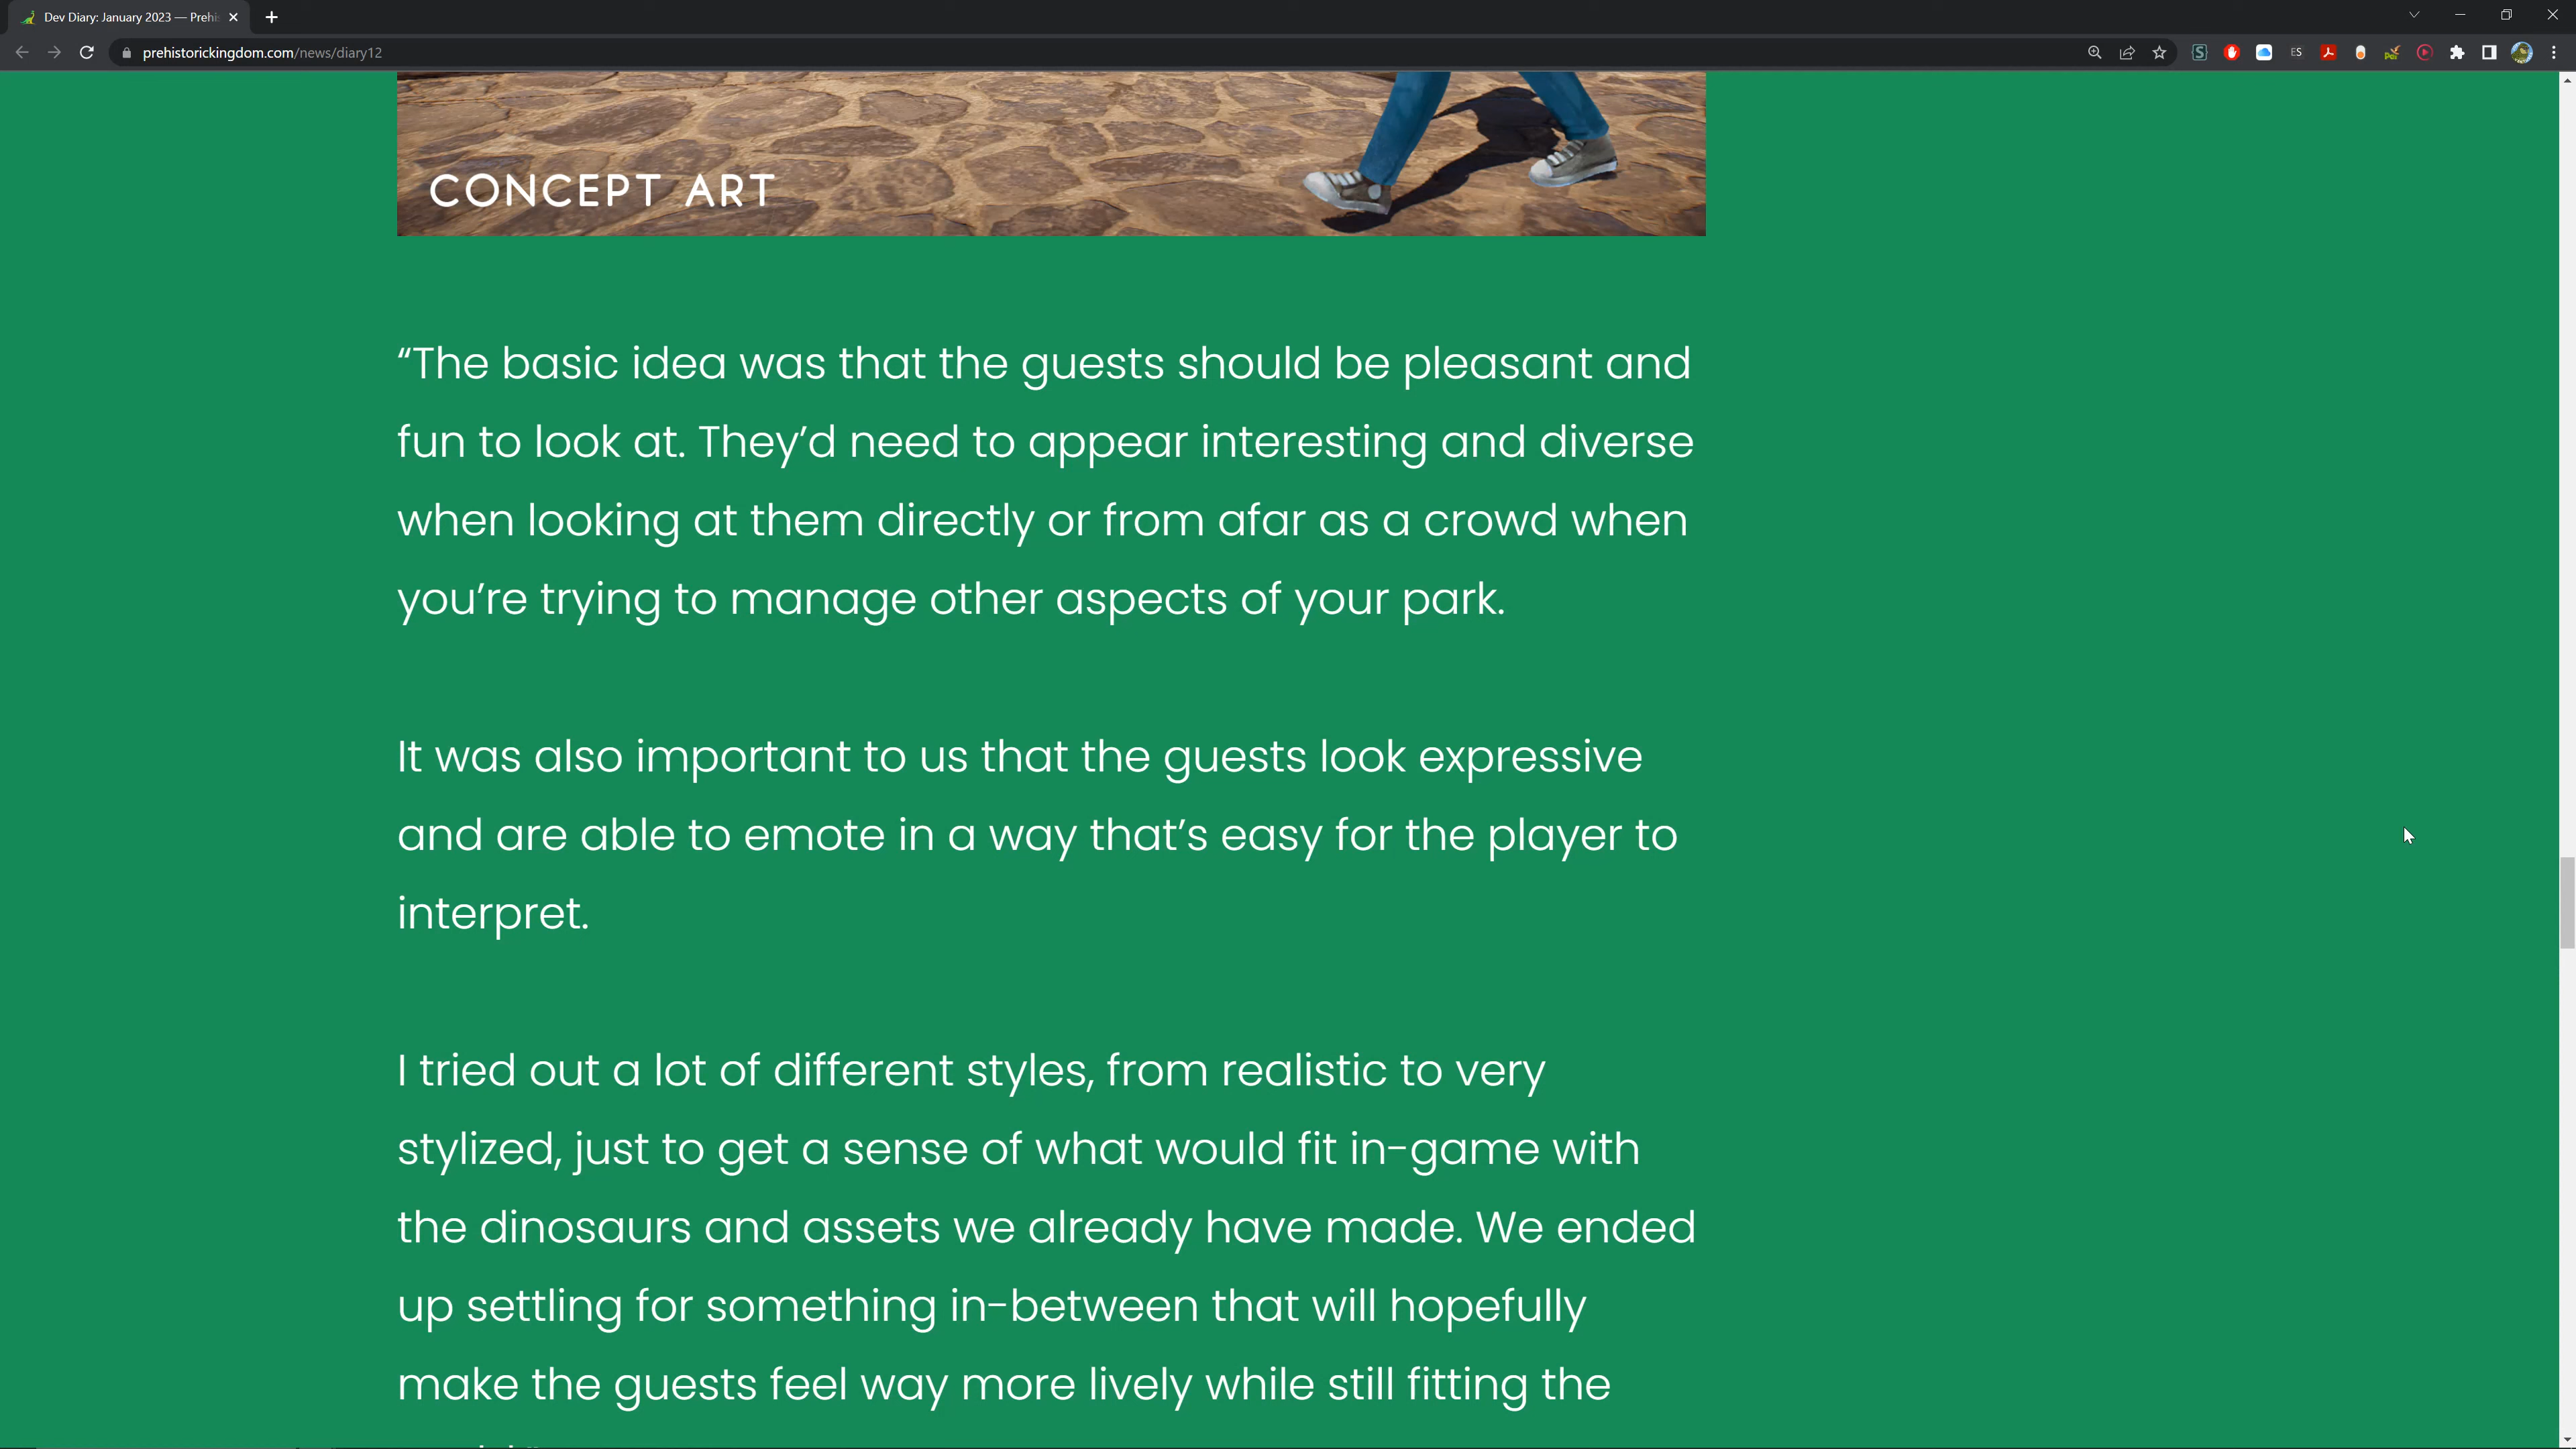 Dev Diary: January 2023 — Prehi
prehistorickingdom.com/news/diary12
ES
CONCEPT ART
“The basic idea was that the guests should be pleasant and
fun to look at. They’d need to appear interesting and diverse
when looking at them directly or from afar as a crowd when
you’re trying to manage other aspects of your park.
It was also important to us that the guests look expressive
and are able to emote in a way that’s easy for the player to
interpret.
I tried out a lot of different styles, from realistic to very
stylized, just to get a sense of what would fit in-game with
the dinosaurs and assets we already have made. We ended
up settling for something in-between that will hopefully
make the guests feel way more lively while still fitting the